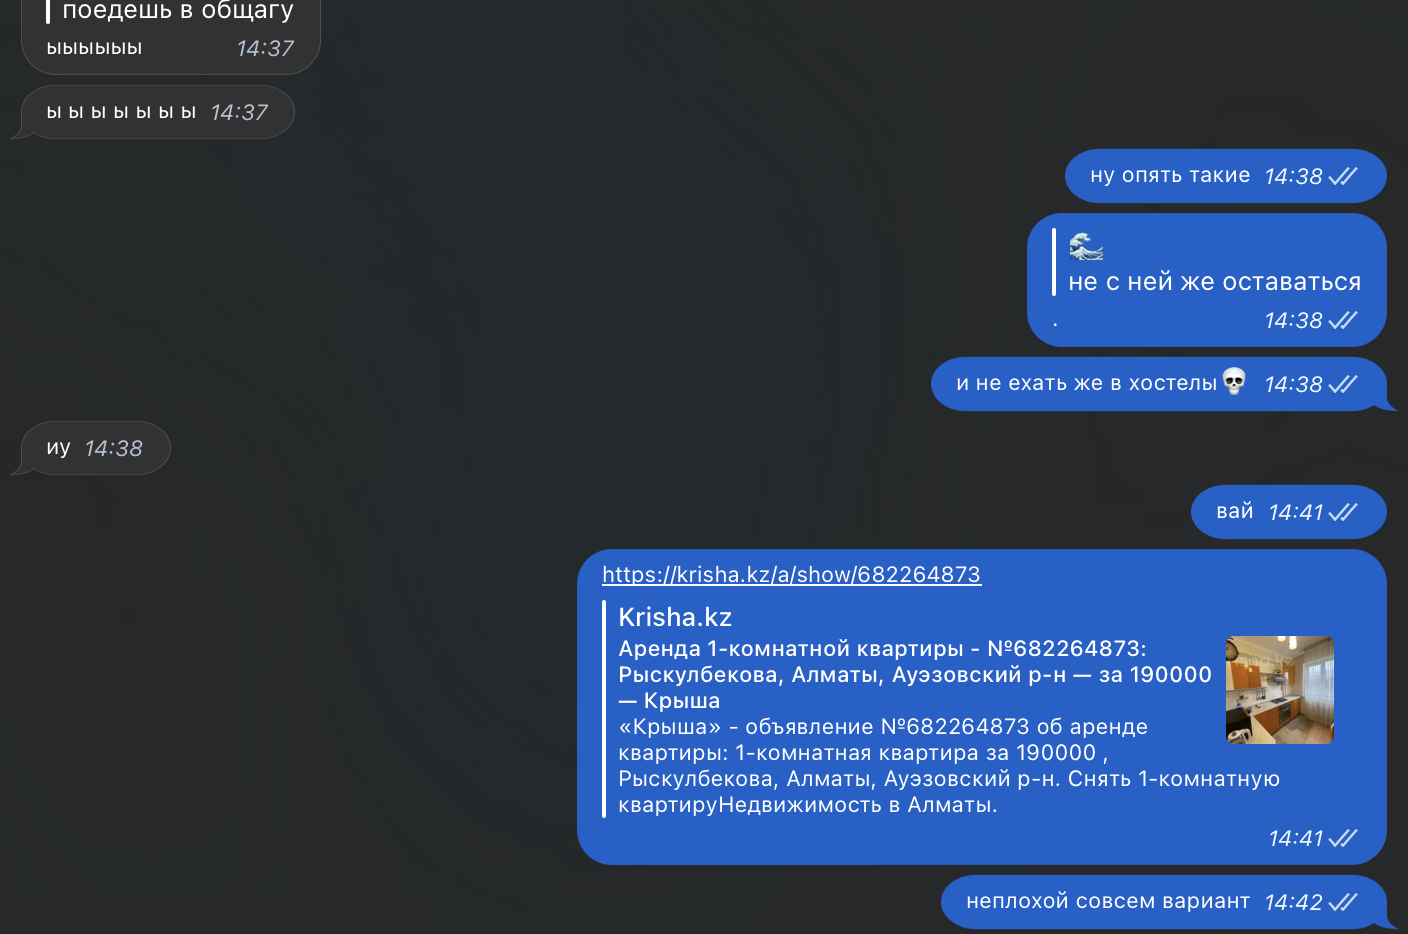 поедешь в общагу
ыыыыыы 14:37
ы ы ы ы ы ы ы 14:37
ну опять такие 14:38
🌊
не с ней же оставаться
. 14:38
и не ехать же в хостелы💀 14:38
иу 14:38
вай 14:41
https://krisha.kz/a/show/682264873
Krisha.kz
Аренда 1-комнатной квартиры - №682264873:
Рыскулбекова, Алматы, Ауэзовский р-н — за 190000
— Крыша
«Крыша» - объявление №682264873 об аренде
квартиры: 1-комнатная квартира за 190000 ,
Рыскулбекова, Алматы, Ауэзовский р-н. Снять 1-комнатную
квартируНедвижимость в Алматы.
14:41
неплохой совсем вариант 14:42